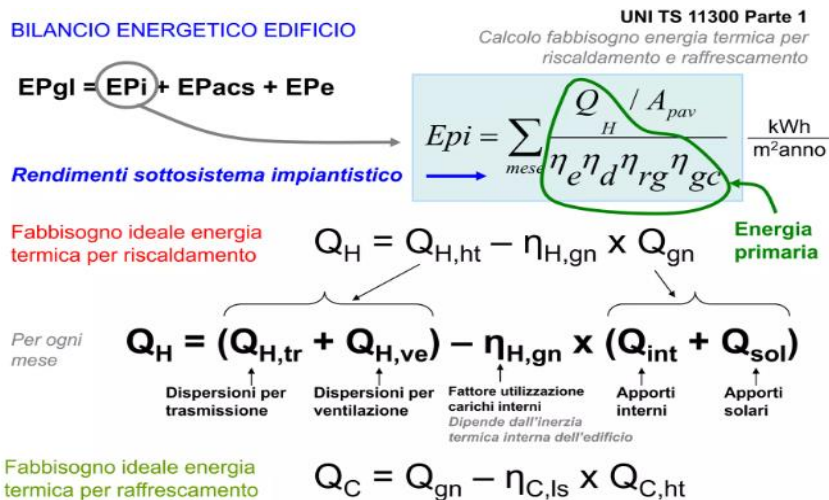 UNI TS 11300 Parte 1
BILANCIO ENERGETICO EDIFICIO
Calcolo fabbisogno energia termica per
riscaldamento e raffrescamento
EPgl = EPi + EPacs + EPe
Epi = ∑mese (Q_H / A_pav) / (η_e η_d η_rg η_gc)
kWh
m²anno
Rendimenti sottosistema impiantistico
Energia
primaria
Fabbisogno ideale energia
termica per riscaldamento
Q_H = Q_H,ht – η_H,gn x Q_gn
Per ogni
mese
Q_H = (Q_H,tr + Q_H,ve) – η_H,gn x (Q_int + Q_sol)
Dispersioni per
trasmissione
Dispersioni per
ventilazione
Fattore utilizzazione
carichi interni
Dipende dall'inerzia
termica interna dell'edificio
Apporti
interni
Apporti
solari
Fabbisogno ideale energia
termica per raffrescamento
Q_C = Q_gn – η_C,ls x Q_C,ht